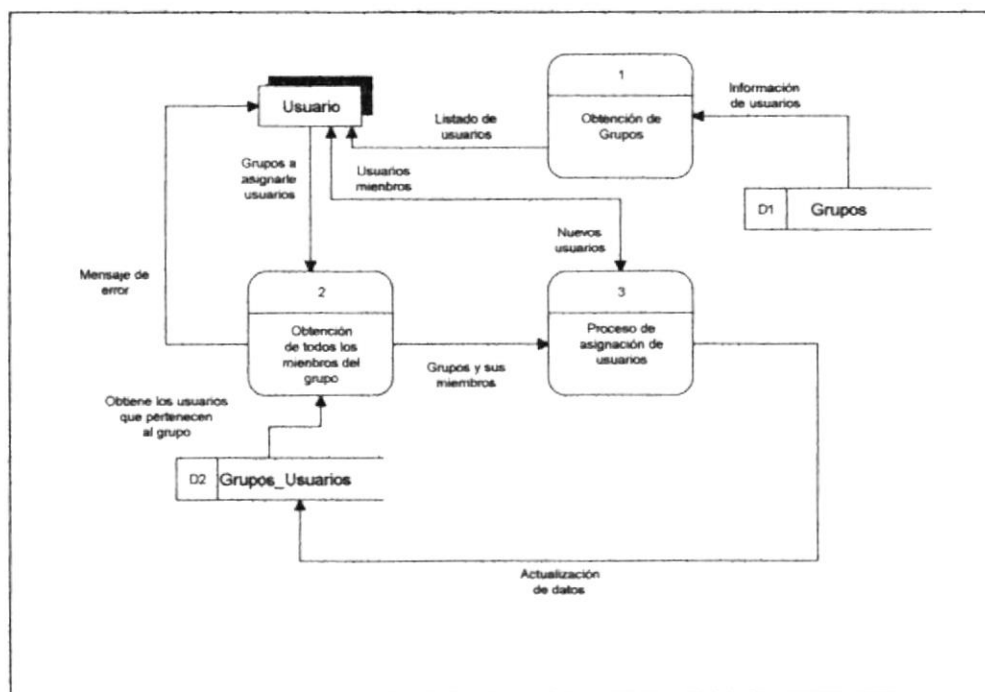 1
Usuario
Obtención de
Grupos
Información
de usuarios
Listado de
usuarios
Grupos a
asignarle
usuarios
Usuarios
mienbros
D1
Grupos
Nuevos
usuarios
Mensaje de
error
2
Obtención
de todos los
mienbros del
grupo
3
Proceso de
asignación de
usuarios
Grupos y sus
miembros
Obtiene los usuarios
que pertenecen
al grupo
D2
Grupos_Usuarios
Actualización
de datos